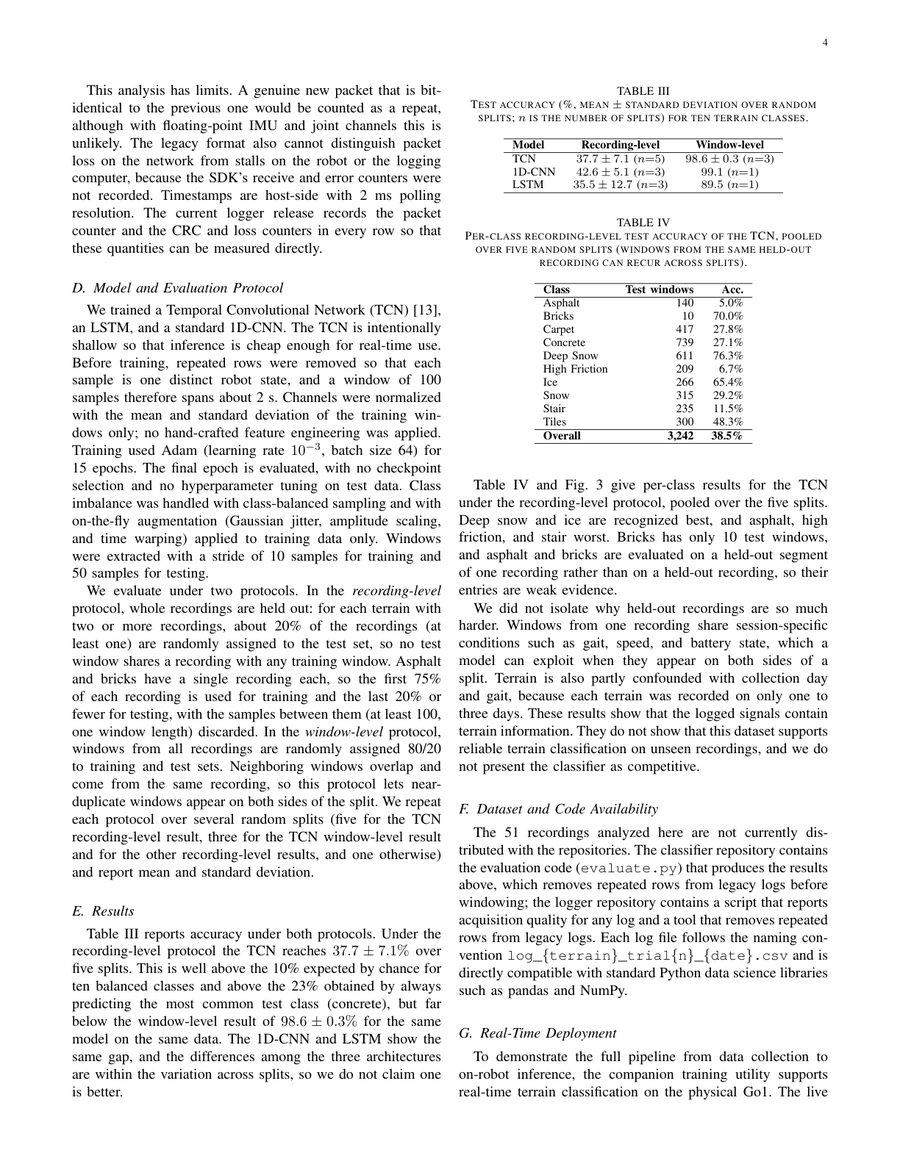 4
This analysis has limits. A genuine new packet that is bit-
identical to the previous one would be counted as a repeat,
although with floating-point IMU and joint channels this is
unlikely. The legacy format also cannot distinguish packet
loss on the network from stalls on the robot or the logging
computer, because the SDK's receive and error counters were
not recorded. Timestamps are host-side with 2 ms polling
resolution. The current logger release records the packet
counter and the CRC and loss counters in every row so that
these quantities can be measured directly.
D. Model and Evaluation Protocol
We trained a Temporal Convolutional Network (TCN) [13],
an LSTM, and a standard 1D-CNN. The TCN is intentionally
shallow so that inference is cheap enough for real-time use.
Before training, repeated rows were removed so that each
sample is one distinct robot state, and a window of 100
samples therefore spans about 2 s. Channels were normalized
with the mean and standard deviation of the training win-
dows only; no hand-crafted feature engineering was applied.
Training used Adam (learning rate 10⁻³, batch size 64) for
15 epochs. The final epoch is evaluated, with no checkpoint
selection and no hyperparameter tuning on test data. Class
imbalance was handled with class-balanced sampling and with
on-the-fly augmentation (Gaussian jitter, amplitude scaling,
and time warping) applied to training data only. Windows
were extracted with a stride of 10 samples for training and
50 samples for testing.
We evaluate under two protocols. In the recording-level
protocol, whole recordings are held out: for each terrain with
two or more recordings, about 20% of the recordings (at
least one) are randomly assigned to the test set, so no test
window shares a recording with any training window. Asphalt
and bricks have a single recording each, so the first 75%
of each recording is used for training and the last 20% or
fewer for testing, with the samples between them (at least 100,
one window length) discarded. In the window-level protocol,
windows from all recordings are randomly assigned 80/20
to training and test sets. Neighboring windows overlap and
come from the same recording, so this protocol lets near-
duplicate windows appear on both sides of the split. We repeat
each protocol over several random splits (five for the TCN
recording-level result, three for the TCN window-level result
and for the other recording-level results, and one otherwise)
and report mean and standard deviation.
E. Results
Table III reports accuracy under both protocols. Under the
recording-level protocol the TCN reaches 37.7 ± 7.1% over
five splits. This is well above the 10% expected by chance for
ten balanced classes and above the 23% obtained by always
predicting the most common test class (concrete), but far
below the window-level result of 98.6 ± 0.3% for the same
model on the same data. The 1D-CNN and LSTM show the
same gap, and the differences among the three architectures
are within the variation across splits, so we do not claim one
is better.
TABLE III
TEST ACCURACY (%, MEAN ± STANDARD DEVIATION OVER RANDOM
SPLITS; n IS THE NUMBER OF SPLITS) FOR TEN TERRAIN CLASSES.
Model Recording-level Window-level
TCN 37.7 ± 7.1 (n=5) 98.6 ± 0.3 (n=3)
1D-CNN 42.6 ± 5.1 (n=3) 99.1 (n=1)
LSTM 35.5 ± 12.7 (n=3) 89.5 (n=1)
TABLE IV
PER-CLASS RECORDING-LEVEL TEST ACCURACY OF THE TCN, POOLED
OVER FIVE RANDOM SPLITS (WINDOWS FROM THE SAME HELD-OUT
RECORDING CAN RECUR ACROSS SPLITS).
Class Test windows Acc.
Asphalt 140 5.0%
Bricks 10 70.0%
Carpet 417 27.8%
Concrete 739 27.1%
Deep Snow 611 76.3%
High Friction 209 6.7%
Ice 266 65.4%
Snow 315 29.2%
Stair 235 11.5%
Tiles 300 48.3%
Overall 3,242 38.5%
Table IV and Fig. 3 give per-class results for the TCN
under the recording-level protocol, pooled over the five splits.
Deep snow and ice are recognized best, and asphalt, high
friction, and stair worst. Bricks has only 10 test windows,
and asphalt and bricks are evaluated on a held-out segment
of one recording rather than on a held-out recording, so their
entries are weak evidence.
We did not isolate why held-out recordings are so much
harder. Windows from one recording share session-specific
conditions such as gait, speed, and battery state, which a
model can exploit when they appear on both sides of a
split. Terrain is also partly confounded with collection day
and gait, because each terrain was recorded on only one to
three days. These results show that the logged signals contain
terrain information. They do not show that this dataset supports
reliable terrain classification on unseen recordings, and we do
not present the classifier as competitive.
F. Dataset and Code Availability
The 51 recordings analyzed here are not currently dis-
tributed with the repositories. The classifier repository contains
the evaluation code (evaluate.py) that produces the results
above, which removes repeated rows from legacy logs before
windowing; the logger repository contains a script that reports
acquisition quality for any log and a tool that removes repeated
rows from legacy logs. Each log file follows the naming con-
vention log_{terrain}_trial{n}_{date}.csv and is
directly compatible with standard Python data science libraries
such as pandas and NumPy.
G. Real-Time Deployment
To demonstrate the full pipeline from data collection to
on-robot inference, the companion training utility supports
real-time terrain classification on the physical Go1. The live